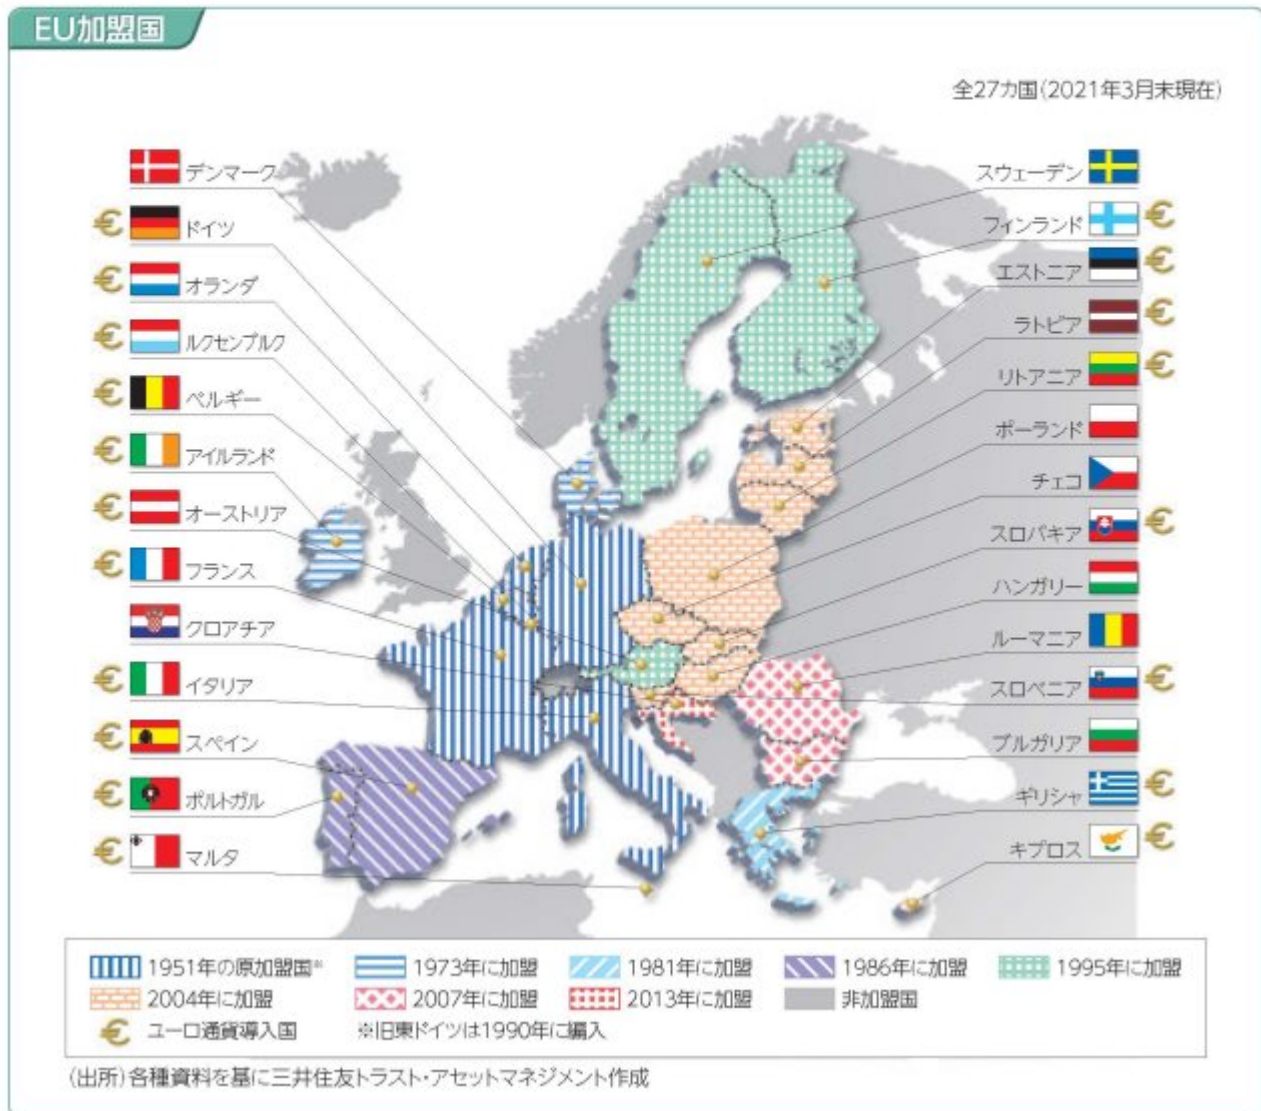 EU加盟国
全27カ国(2021年3月末現在)
デンマーク
€ ドイツ
€ オランダ
€ ルクセンブルク
€ ベルギー
€ アイルランド
€ オーストリア
€ フランス
クロアチア
€ イタリア
€ スペイン
€ ポルトガル
€ マルタ
スウェーデン
フィンランド €
エストニア €
ラトビア €
リトアニア €
ポーランド
チェコ
スロバキア €
ハンガリー
ルーマニア
スロベニア €
ブルガリア
ギリシャ €
キプロス €
1951年の原加盟国※ 1973年に加盟 1981年に加盟 1986年に加盟 1995年に加盟
2004年に加盟 2007年に加盟 2013年に加盟 非加盟国
€ ユーロ通貨導入国 ※旧東ドイツは1990年に編入
(出所)各種資料を基に三井住友トラスト・アセットマネジメント作成